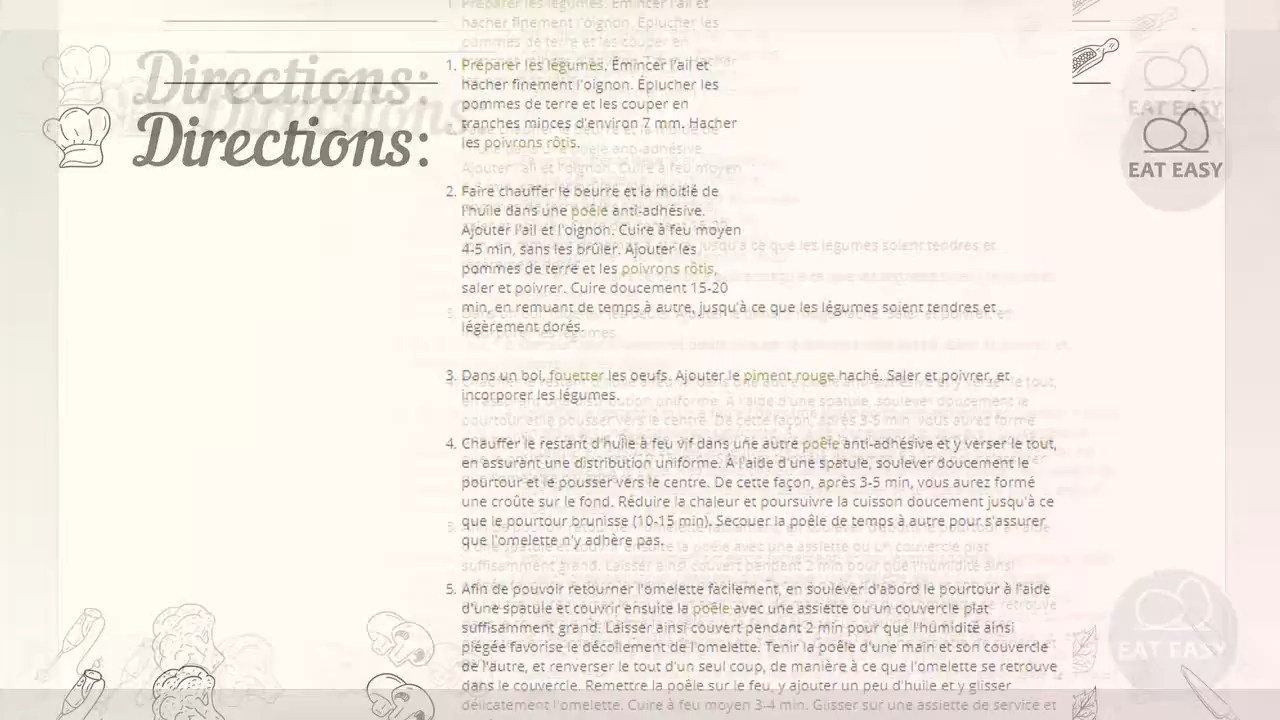 Directions:
1. Préparer les légumes. Émincer l'ail et
hacher finement l'oignon. Éplucher les
pommes de terre et les couper en
tranches minces d'environ 7 mm. Hacher
les poivrons rôtis.
2. Faire chauffer le beurre et la moitié de
l'huile dans une poêle anti-adhésive.
Ajouter l'ail et l'oignon. Cuire à feu moyen
4-5 min, sans les brûler. Ajouter les
pommes de terre et les poivrons rôtis,
saler et poivrer. Cuire doucement 15-20
min, en remuant de temps à autre, jusqu'à ce que les légumes soient tendres et
légèrement dorés.
3. Dans un bol, fouetter les oeufs. Ajouter le piment rouge haché. Saler et poivrer, et
incorporer les légumes.
4. Chauffer le restant d'huile à feu vif dans une autre poêle anti-adhésive et y verser le tout,
en assurant une distribution uniforme. À l'aide d'une spatule, soulever doucement le
pourtour et le pousser vers le centre. De cette façon, après 3-5 min, vous aurez formé
une croûte sur le fond. Réduire la chaleur et poursuivre la cuisson doucement jusqu'à ce
que le pourtour brunisse (10-15 min). Secouer la poêle de temps à autre pour s'assurer
que l'omelette n'y adhère pas.
5. Afin de pouvoir retourner l'omelette facilement, en soulever d'abord le pourtour à l'aide
d'une spatule et couvrir ensuite la poêle avec une assiette ou un couvercle plat
suffisamment grand. Laisser ainsi couvert pendant 2 min pour que l'humidité ainsi
piégée favorise le décollement de l'omelette. Tenir la poêle d'une main et son couvercle
de l'autre, et renverser le tout d'un seul coup, de manière à ce que l'omelette se retrouve
dans le couvercle. Remettre la poêle sur le feu, y ajouter un peu d'huile et y glisser
délicatement l'omelette. Cuire à feu moyen 3-4 min. Glisser sur une assiette de service et
EAT EASY
EAT EASY